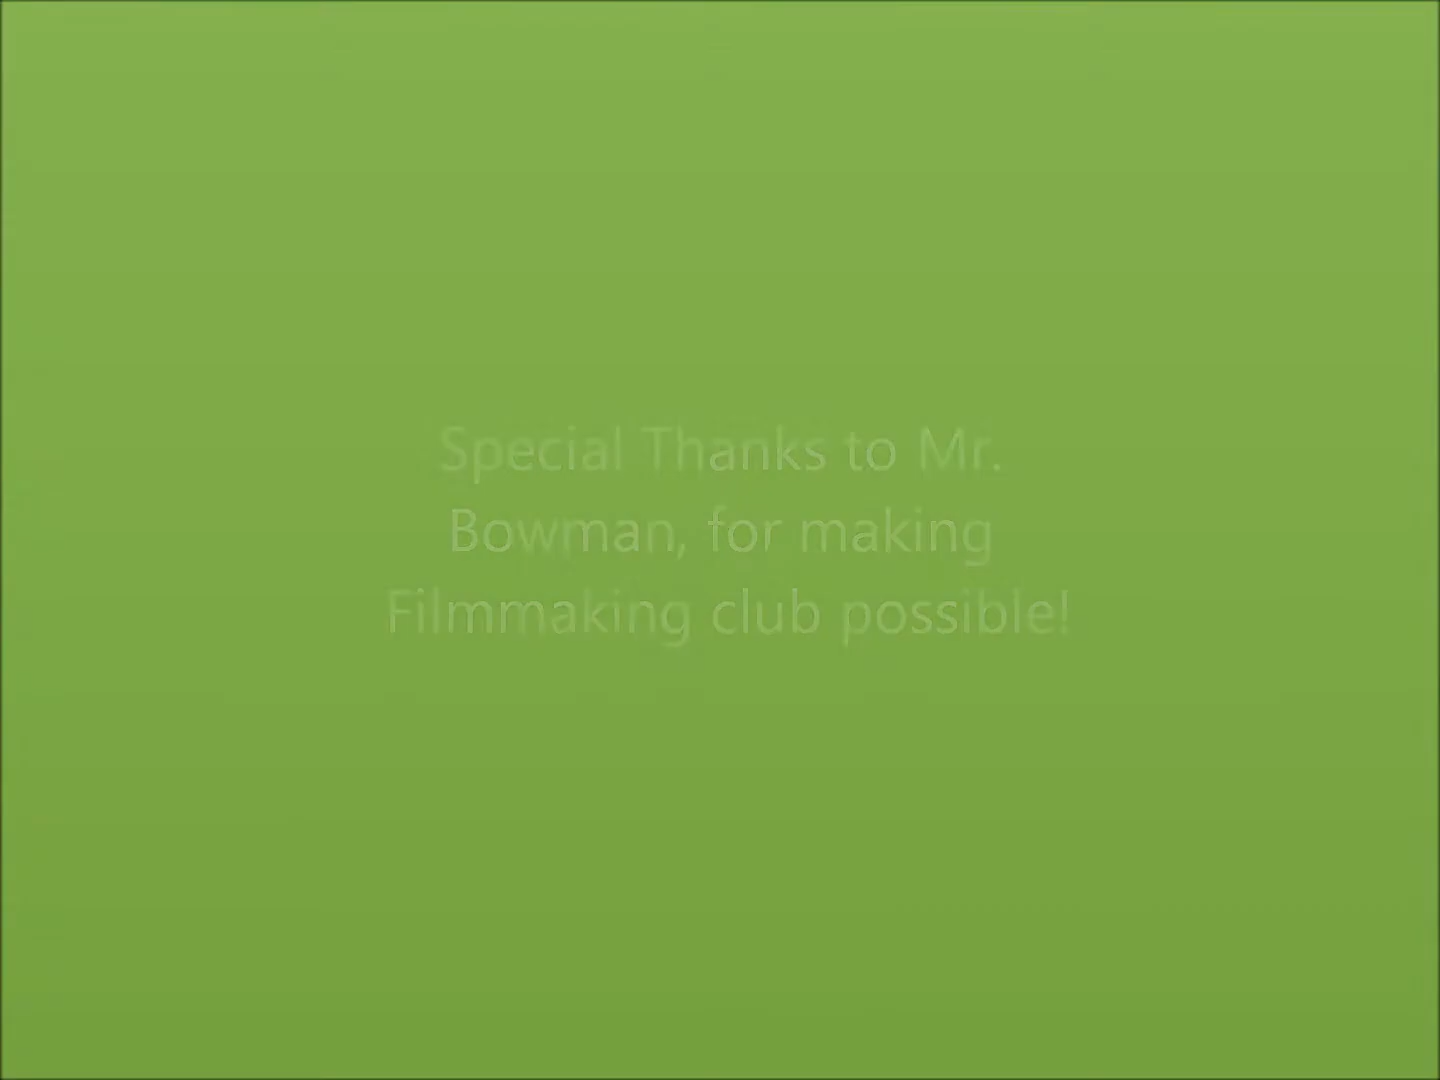 Special Thanks to Mr.
Bowman, for making
Filmmaking club possible!